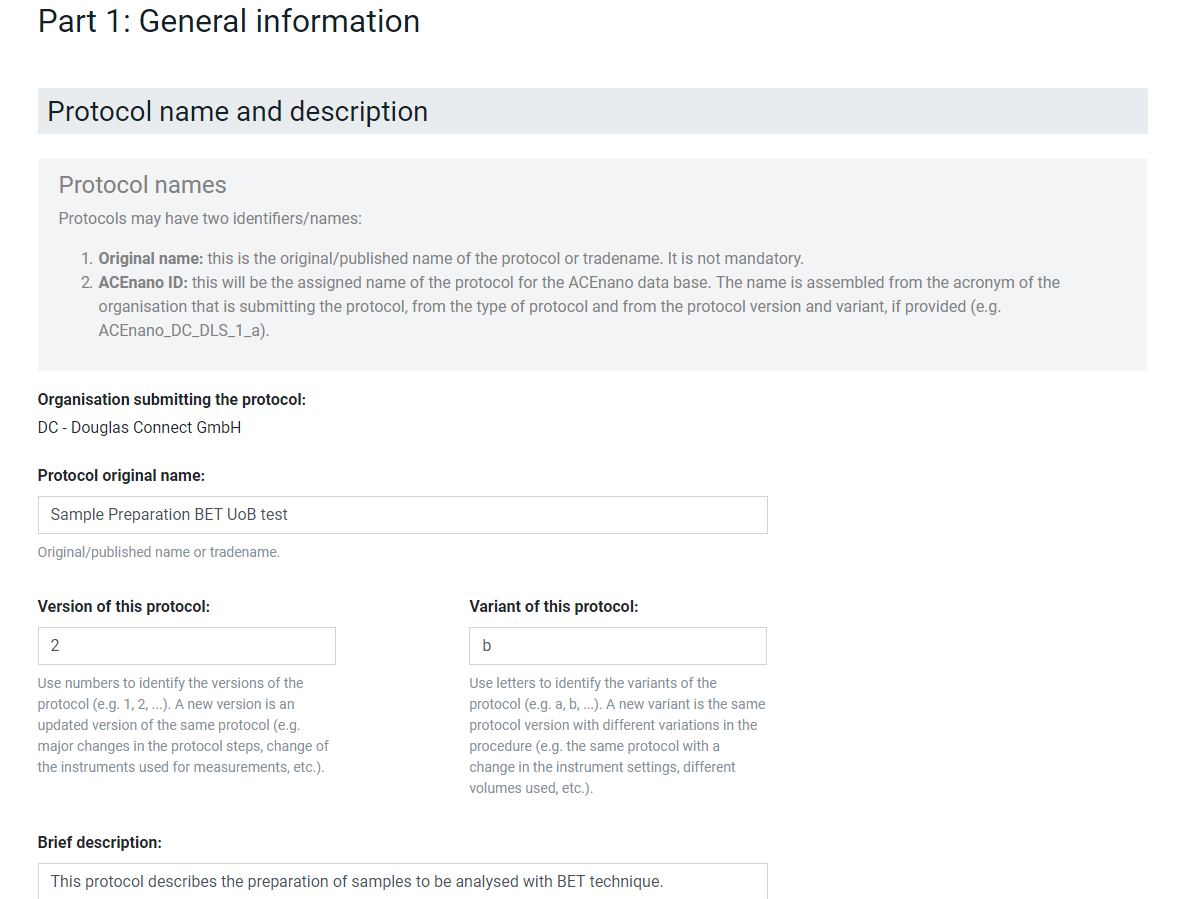 Part 1: General information
Protocol name and description
Protocol names
Protocols may have two identifiers/names:
1. Original name: this is the original/published name of the protocol or tradename. It is not mandatory.
2. ACEnano ID: this will be the assigned name of the protocol for the ACEnano data base. The name is assembled from the acronym of the
organisation that is submitting the protocol, from the type of protocol and from the protocol version and variant, if provided (e.g.
ACEnano_DC_DLS_1_a).
Organisation submitting the protocol:
DC - Douglas Connect GmbH
Protocol original name:
Sample Preparation BET UoB test
Original/published name or tradename.
Version of this protocol:
2
Use numbers to identify the versions of the
protocol (e.g. 1, 2, ...). A new version is an
updated version of the same protocol (e.g.
major changes in the protocol steps, change of
the instruments used for measurements, etc.).
Variant of this protocol:
b
Use letters to identify the variants of the
protocol (e.g. a, b, ...). A new variant is the same
protocol version with different variations in the
procedure (e.g. the same protocol with a
change in the instrument settings, different
volumes used, etc.).
Brief description:
This protocol describes the preparation of samples to be analysed with BET technique.